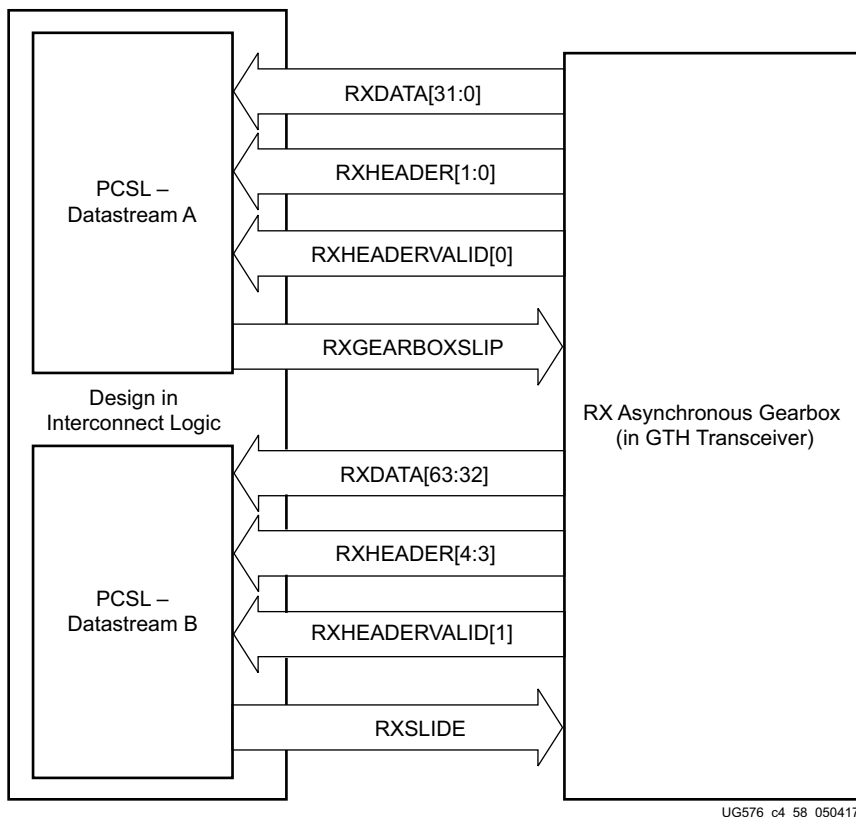 RXDATA[31:0]
RXHEADER[1:0]
PCSL –
Datastream A
RXHEADERVALID[0]
RXGEARBOXSLIP
Design in
Interconnect Logic
RX Asynchronous Gearbox
(in GTH Transceiver)
RXDATA[63:32]
RXHEADER[4:3]
PCSL –
Datastream B
RXHEADERVALID[1]
RXSLIDE
UG576_c4_58_050417